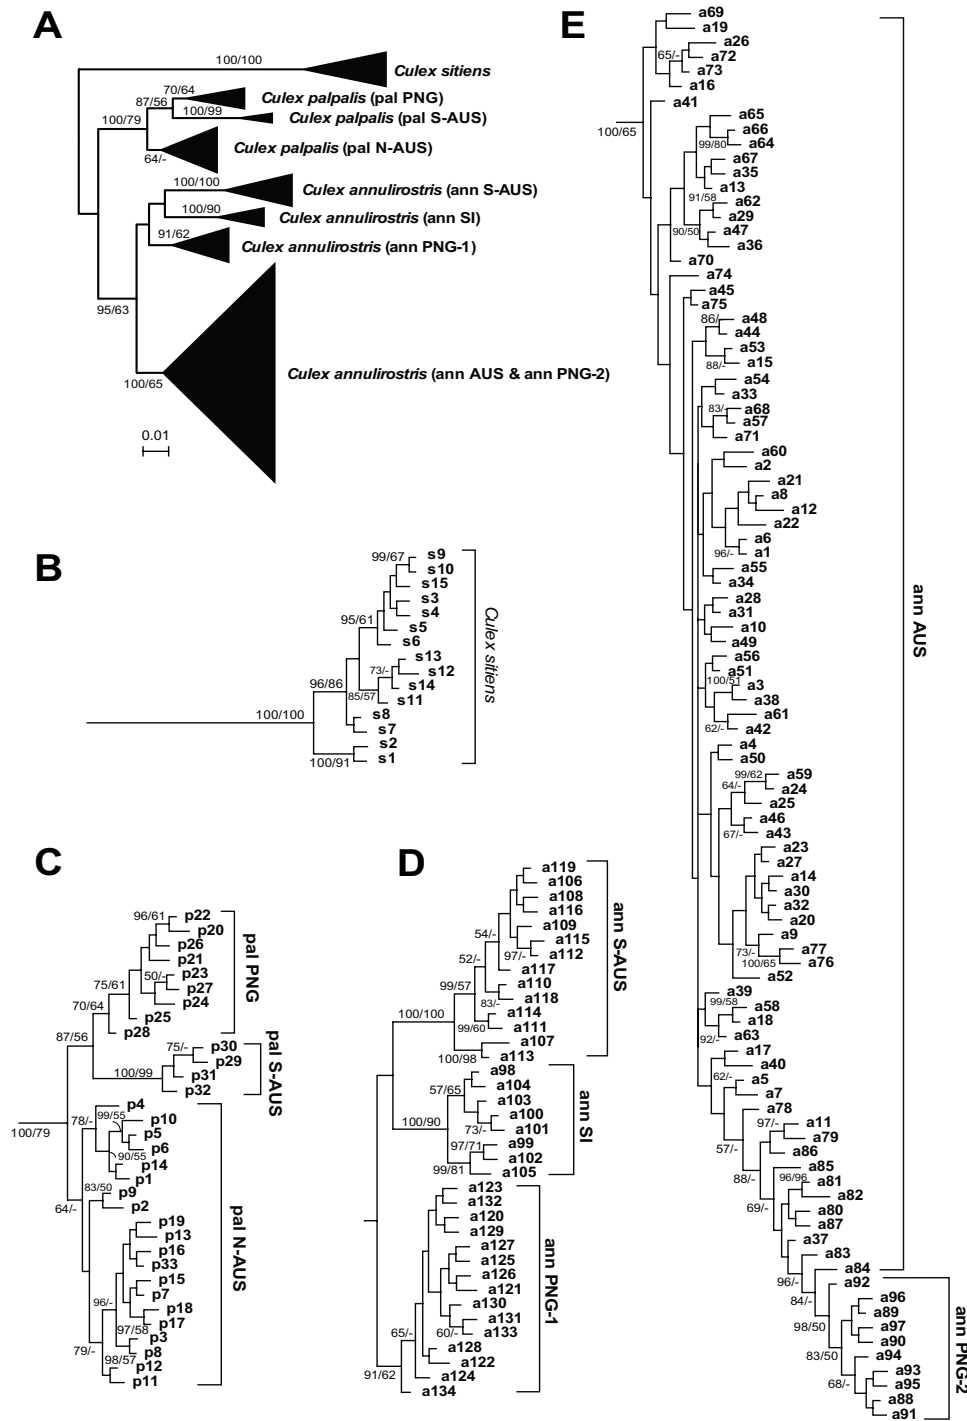 A
100/100
Culex sitiens
70/64
Culex palpalis (pal PNG)
87/56
100/99
Culex palpalis (pal S-AUS)
100/79
Culex palpalis (pal N-AUS)
64/-
100/100
Culex annulirostris (ann S-AUS)
100/90
Culex annulirostris (ann SI)
91/62
Culex annulirostris (ann PNG-1)
95/63
100/65
Culex annulirostris (ann AUS & ann PNG-2)
0.01
B
99/67
s9
s10
s15
s3
s4
95/61
s5
s6
s13
73/-
s12
s14
96/86
85/57
s11
s8
100/100
s7
s2
100/91
s1
Culex sitiens
C
96/61
p22
p20
p26
p21
50/-
p23
75/61
p27
p24
70/64
p25
p28
pal PNG
87/56
75/-
p30
p29
100/99
p31
p32
pal S-AUS
p4
99/55
p10
78/-
p5
100/79
p6
90/55
p14
p1
83/50
p9
64/-
p2
p19
p13
p16
p33
p15
p7
96/-
p18
p17
97/58
p3
79/-
p8
98/57
p12
p11
pal N-AUS
D
a119
a106
a108
a116
a109
54/-
a115
97/-
a112
52/-
a117
a110
99/57
83/-
a118
a114
100/100
99/60
a111
a107
100/98
a113
ann S-AUS
a98
57/65
a104
a103
a100
100/90
73/-
a101
97/71
a99
a102
99/81
a105
ann SI
a123
a132
a120
a129
a127
a125
a126
a121
a130
a131
65/-
60/-
a133
a128
a122
91/62
a124
a134
ann PNG-1
E
a69
a19
a26
65/-
a72
a73
a16
a41
100/65
a65
a66
99/80
a64
a67
a35
a13
91/58
a62
a29
90/50
a47
a36
a70
a74
a45
a75
86/-
a48
a44
a53
88/-
a15
a54
a33
83/-
a68
a57
a71
a60
a2
a21
a8
a12
a22
a6
96/-
a1
a55
a34
a28
a31
a10
a49
a56
a51
100/51
a3
a38
a61
62/-
a42
a4
a50
99/62
a59
64/-
a24
a25
a46
67/-
a43
a23
a27
a14
a30
a32
a20
a9
73/-
a77
100/65
a76
a52
a39
99/58
a58
a18
92/-
a63
a17
a40
62/-
a5
a7
a78
97/-
a11
a79
57/-
a86
a85
88/-
96/96
a81
a82
69/-
a80
a87
a37
a83
96/-
a84
ann AUS
a92
84/-
a96
a89
98/50
a97
a90
83/50
a94
a93
68/-
a95
a88
a91
ann PNG-2